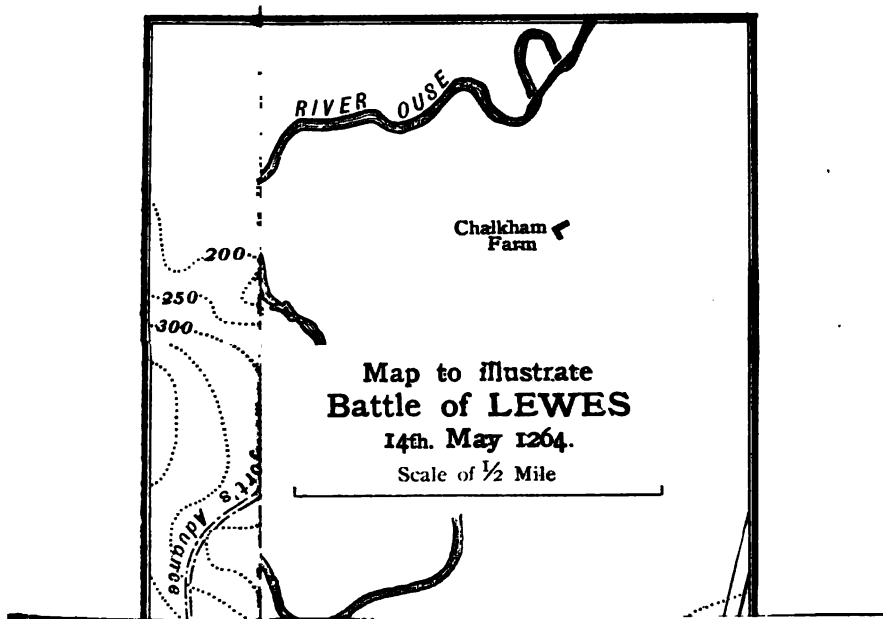 RIVER OUSE
Chalkham
Farm
200
250
300
Map to illustrate
Battle of LEWES
14th. May 1264.
Scale of ½ Mile
Advance